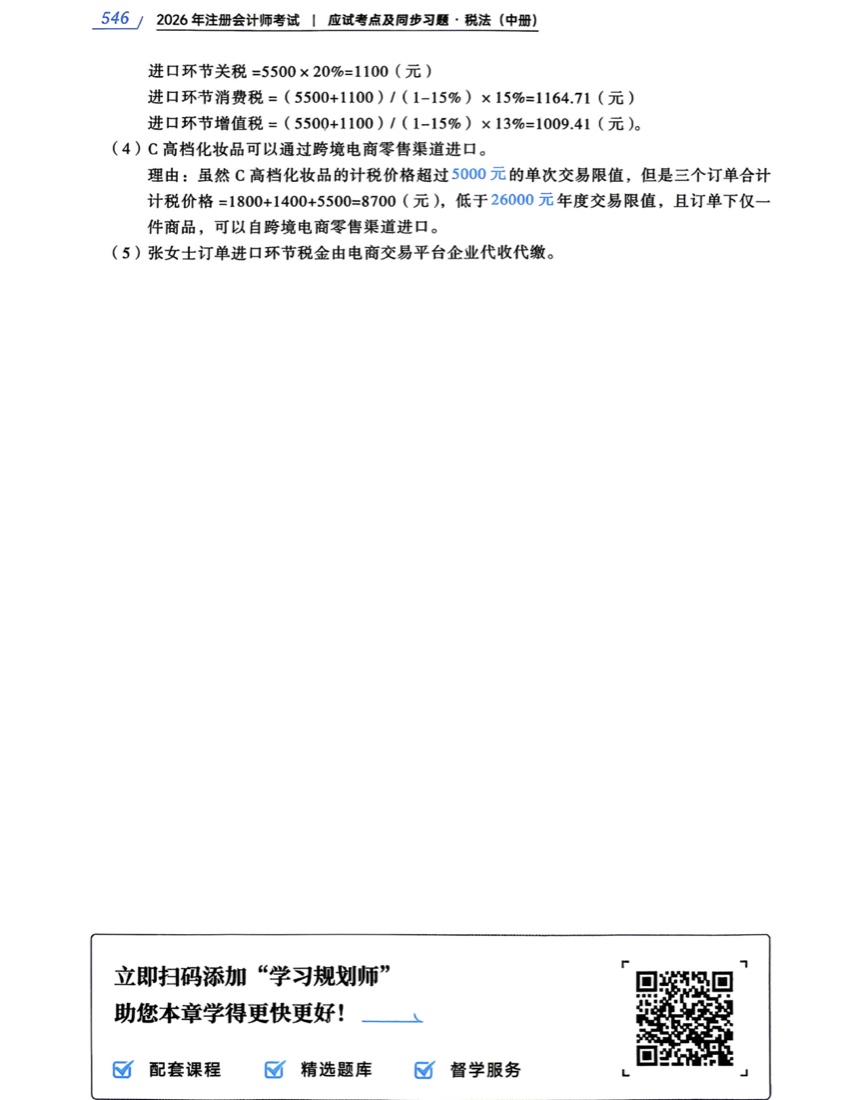 546 2026 年注册会计师考试 | 应试考点及同步习题·税法（中册）
进口环节关税 =5500×20%=1100（元）
进口环节消费税 =（5500+1100）/（1-15%）×15%=1164.71（元）
进口环节增值税 =（5500+1100）/（1-15%）×13%=1009.41（元）。
（4）C 高档化妆品可以通过跨境电商零售渠道进口。
理由：虽然 C 高档化妆品的计税价格超过 5000 元的单次交易限值，但是三个订单合计
计税价格 =1800+1400+5500=8700（元），低于 26000 元年度交易限值，且订单下仅一
件商品，可以自跨境电商零售渠道进口。
（5）张女士订单进口环节税金由电商交易平台企业代收代缴。
立即扫码添加“学习规划师”
助您本章学得更快更好！
配套课程 精选题库 督学服务